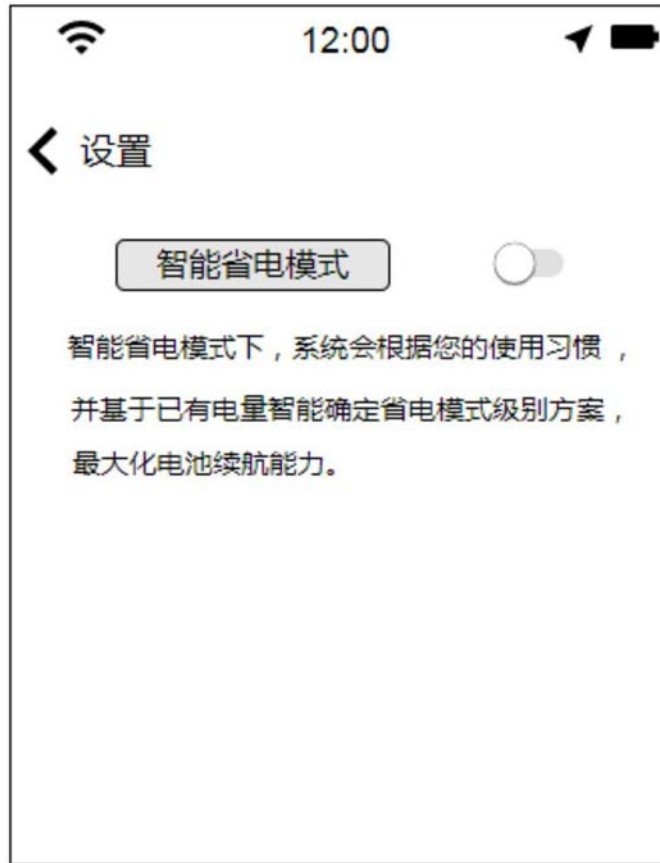 12:00
设置
智能省电模式
智能省电模式下，系统会根据您的使用习惯，
并基于已有电量智能确定省电模式级别方案，
最大化电池续航能力。